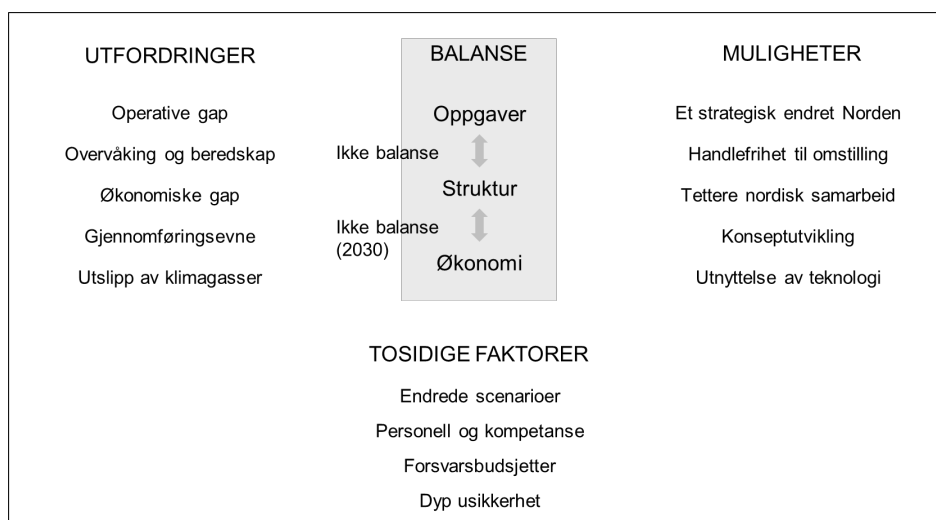 UTFORDRINGER
Operative gap
Overvåking og beredskap
Økonomiske gap
Gjennomføringsevne
Utslipp av klimagasser
BALANSE
Oppgaver
Ikke balanse
Struktur
Ikke balanse
(2030)
Økonomi
MULIGHETER
Et strategisk endret Norden
Handlefrihet til omstilling
Tettere nordisk samarbeid
Konseptutvikling
Utnyttelse av teknologi
TOSIDIGE FAKTORER
Endrede scenarioer
Personell og kompetanse
Forsvarsbudsjetter
Dyp usikkerhet